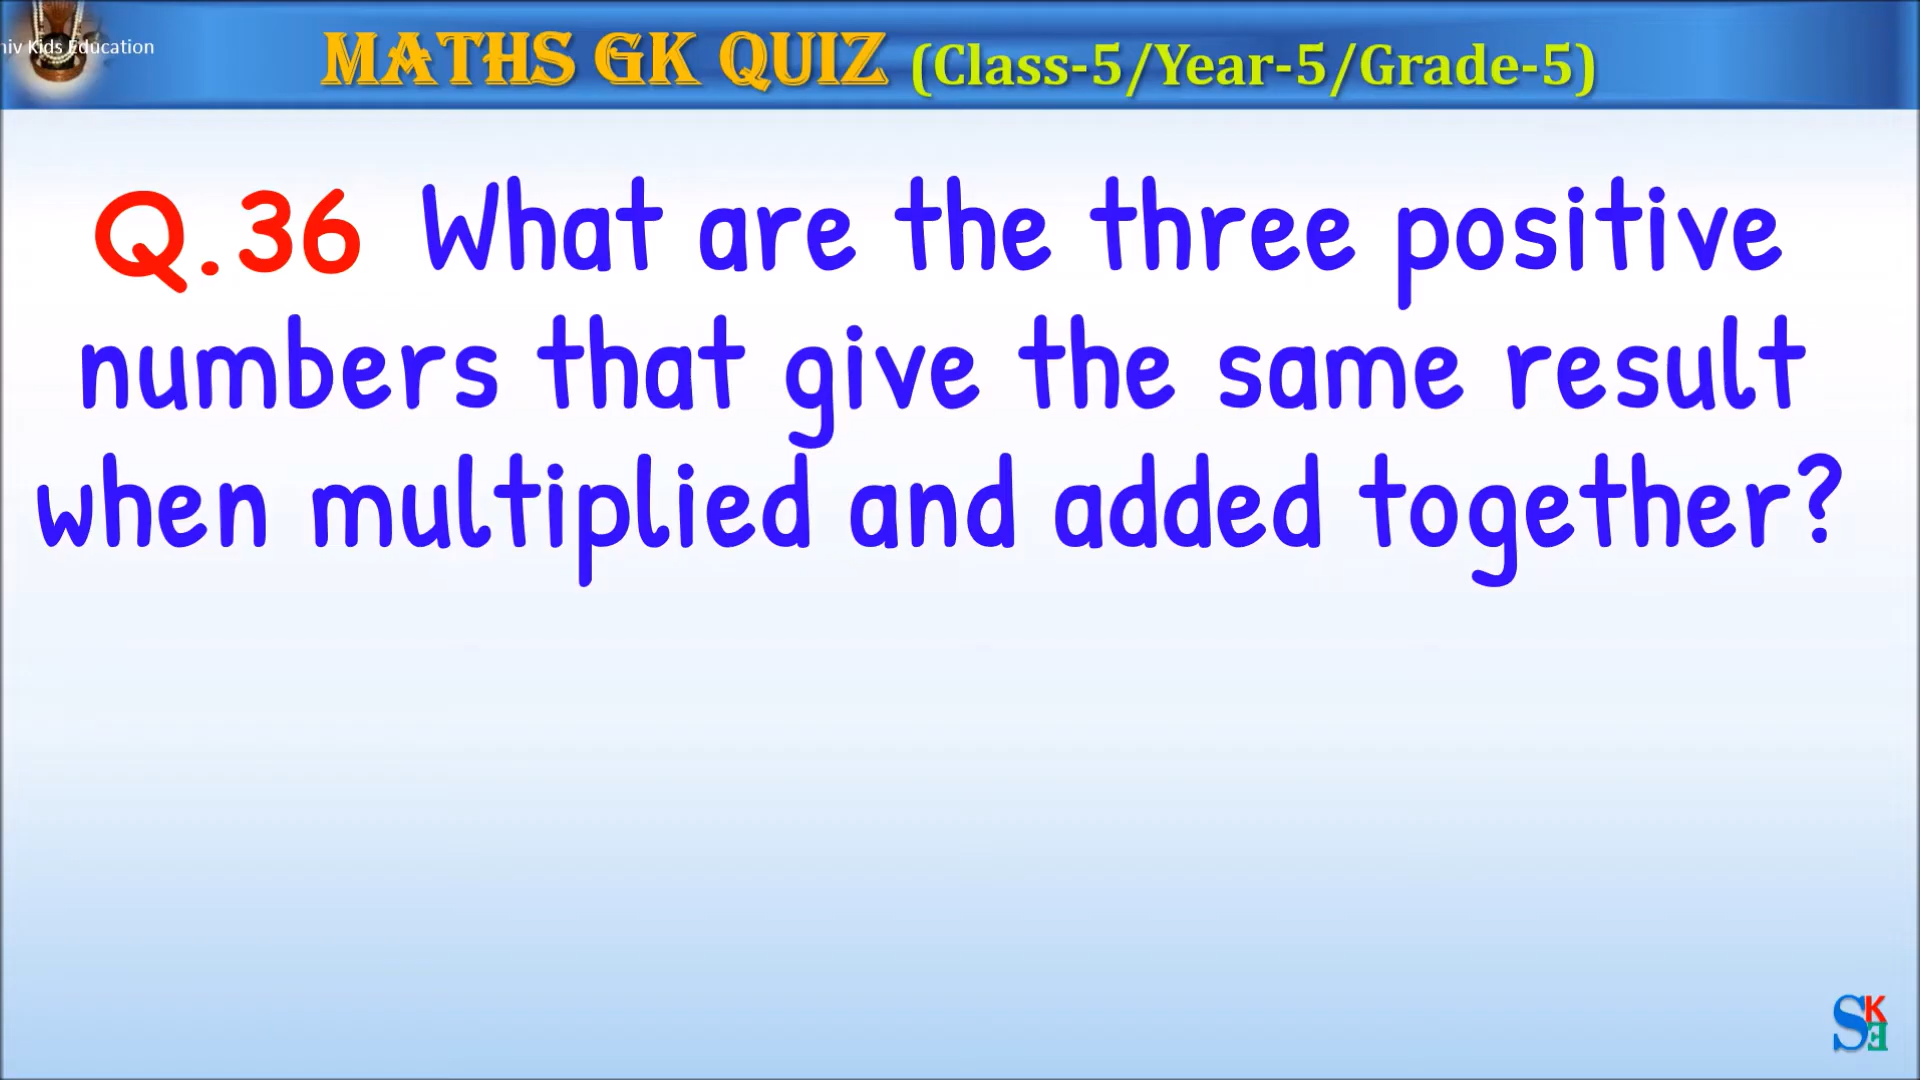 hiv Kids Education
MATHS GK QUIZ (Class-5/Year-5/Grade-5)
Q.36 What are the three positive
numbers that give the same result
when multiplied and added together?
SKE